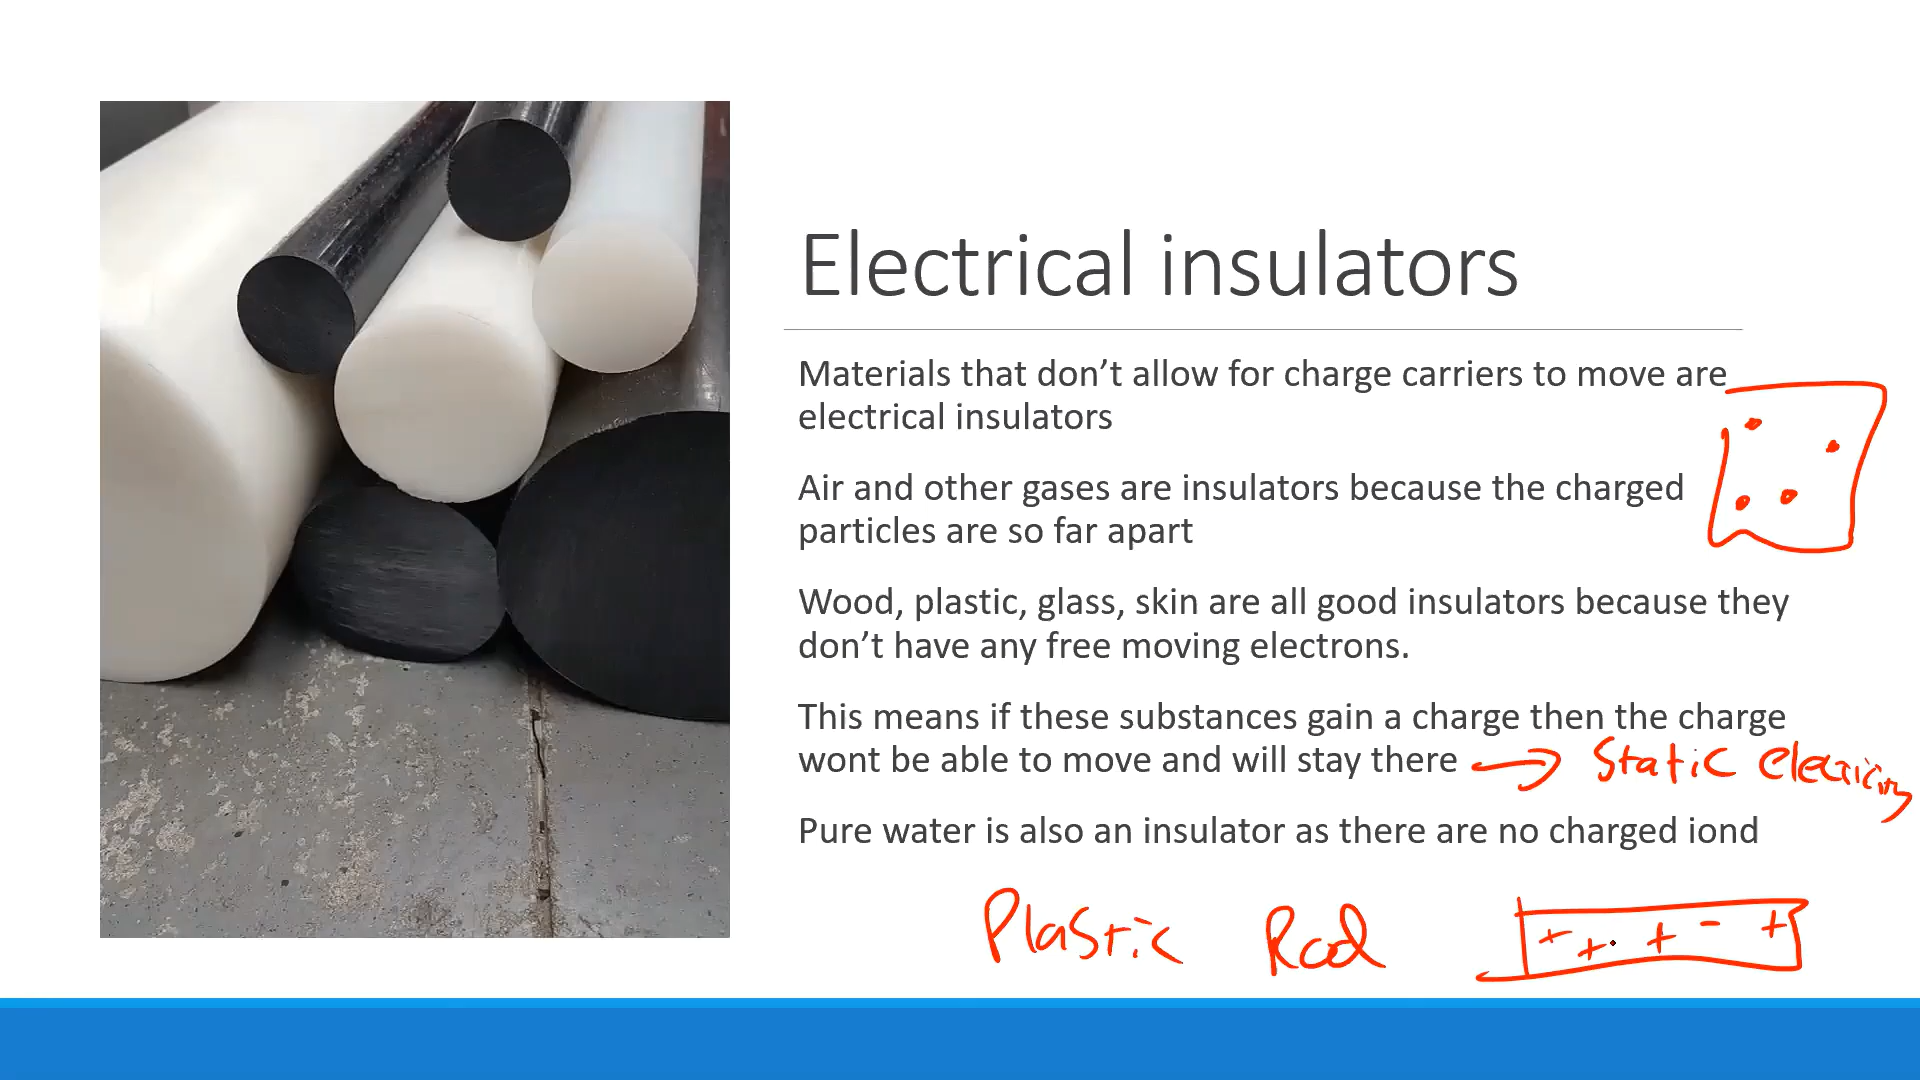 Electrical insulators
Materials that don’t allow for charge carriers to move are
electrical insulators
Air and other gases are insulators because the charged
particles are so far apart
Wood, plastic, glass, skin are all good insulators because they
don’t have any free moving electrons.
This means if these substances gain a charge then the charge
wont be able to move and will stay there → Static electricity
Pure water is also an insulator as there are no charged iond
Plastic Rod + + + - +